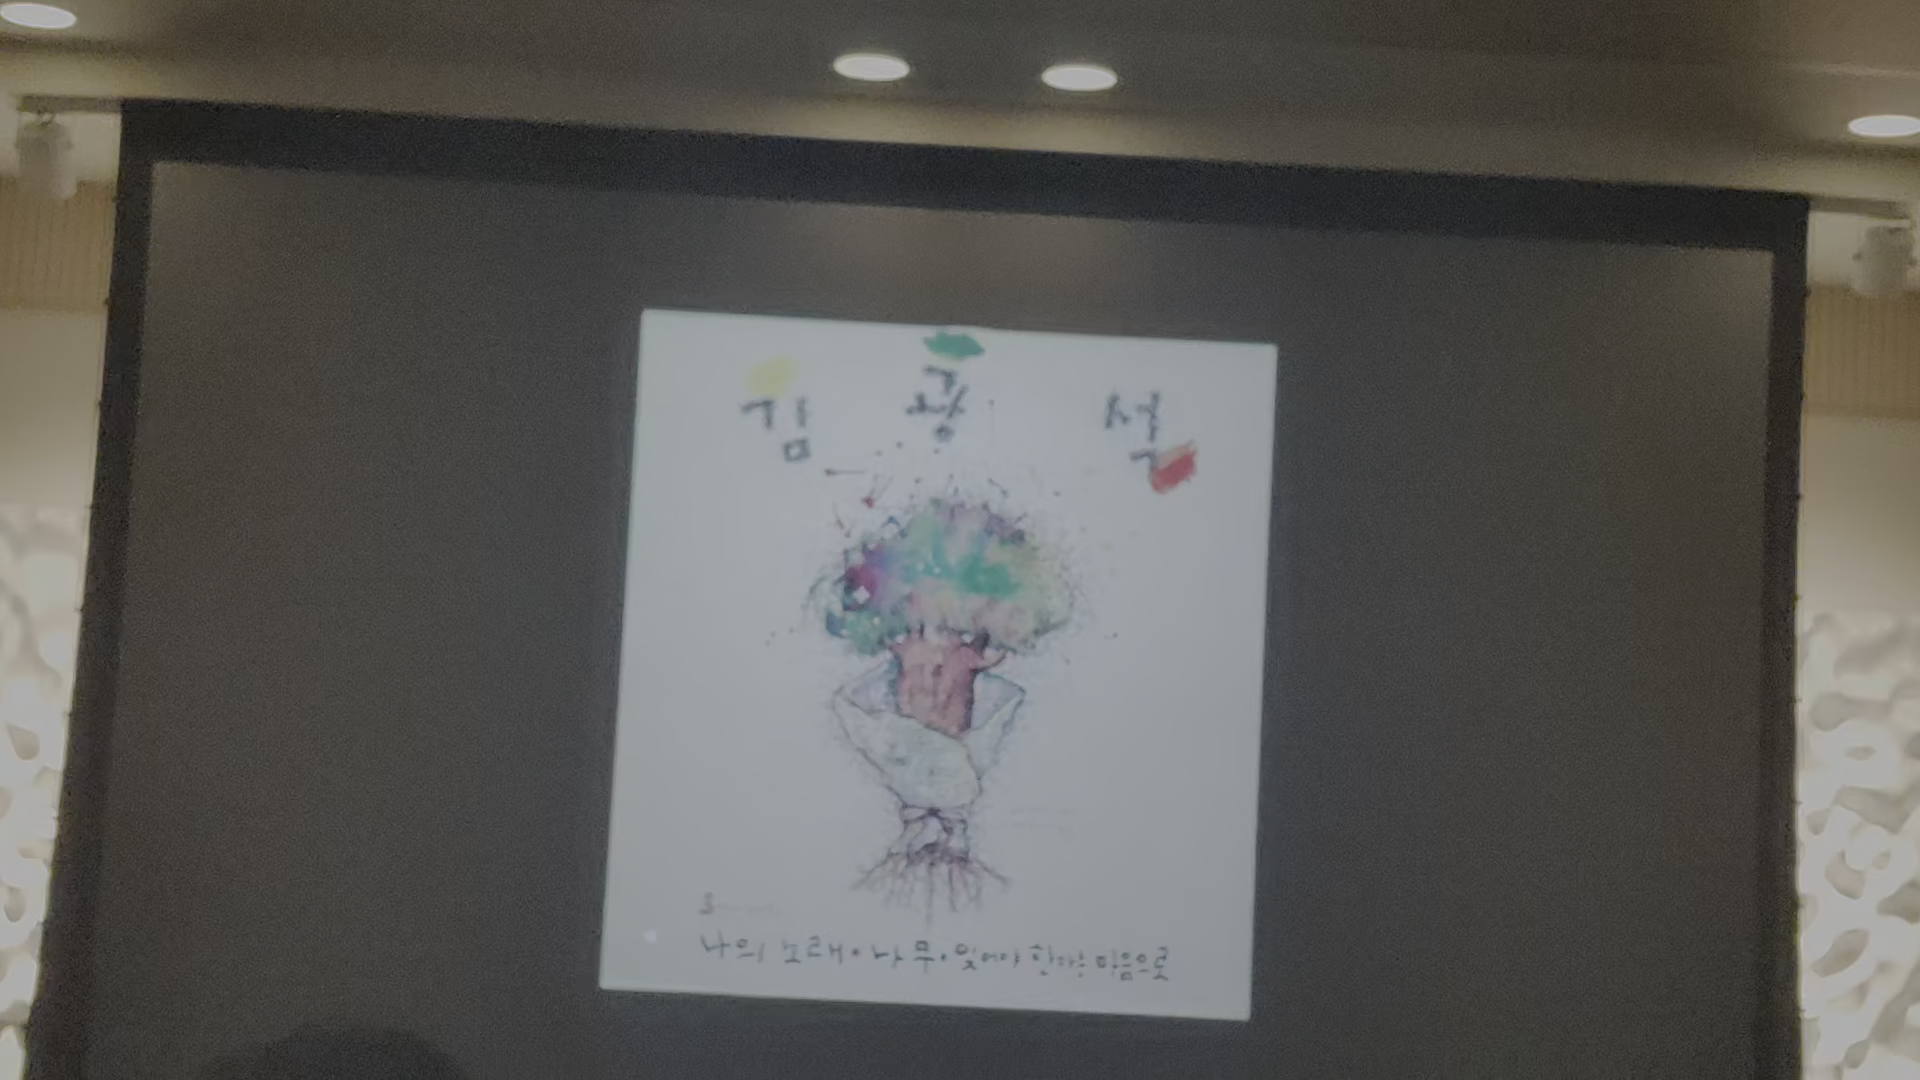 김 광 석
나의 노래·나무·잊어야 한다는 마음으로